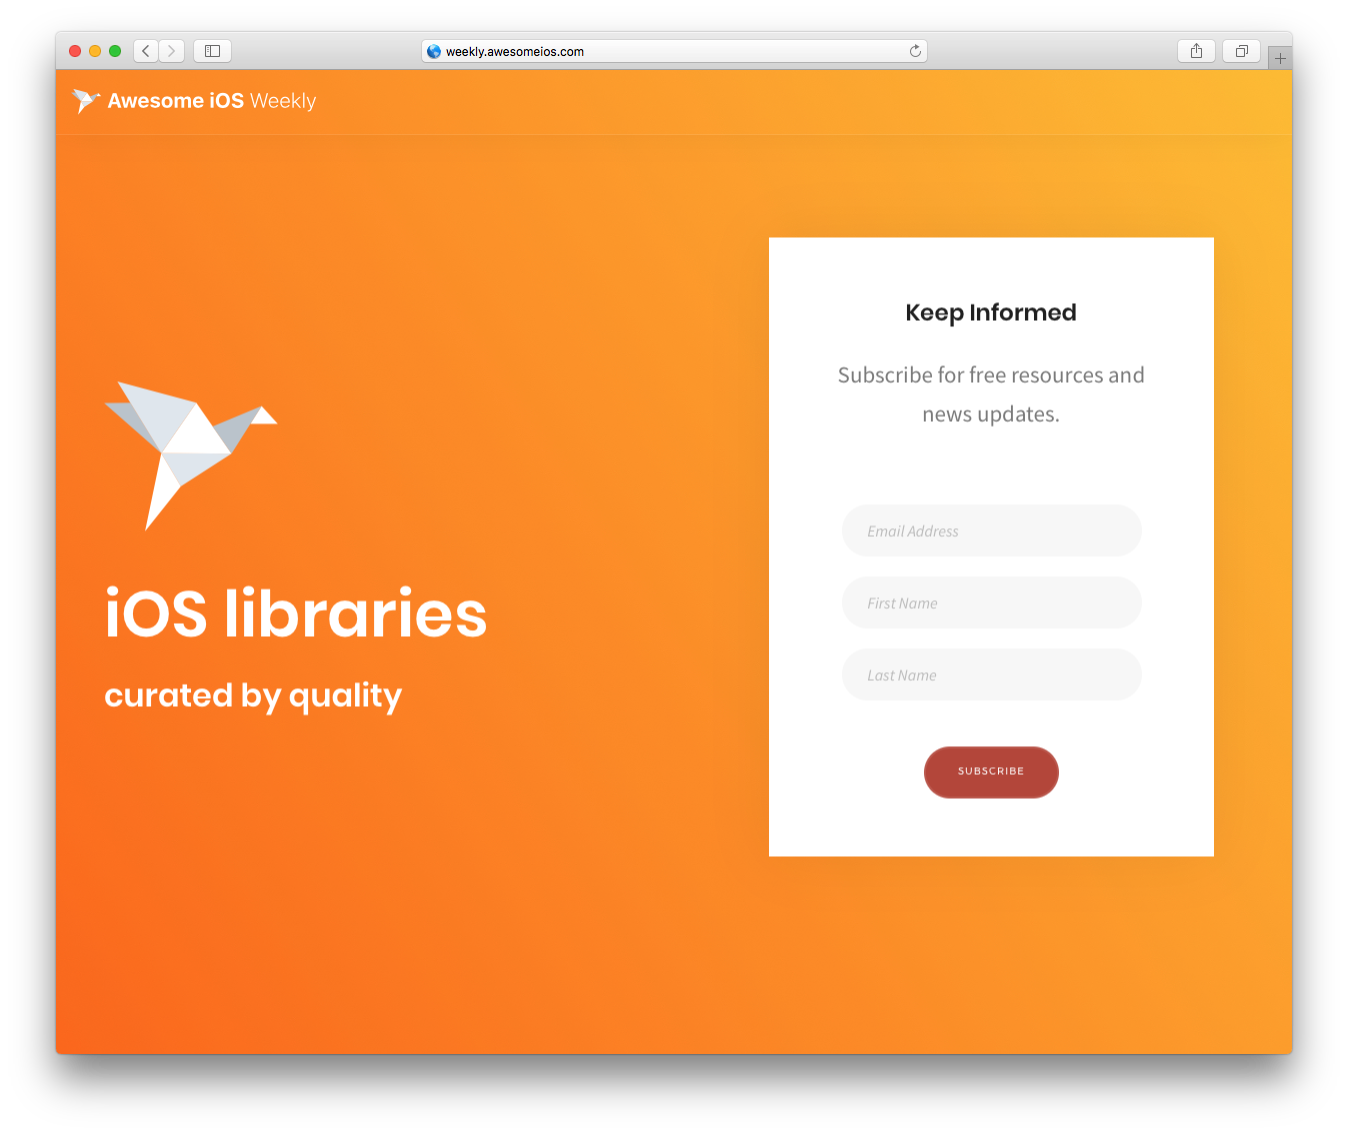 weekly.awesomeios.com
Awesome iOS Weekly
iOS libraries
curated by quality
Keep Informed
Subscribe for free resources and
news updates.
Email Address
First Name
Last Name
SUBSCRIBE